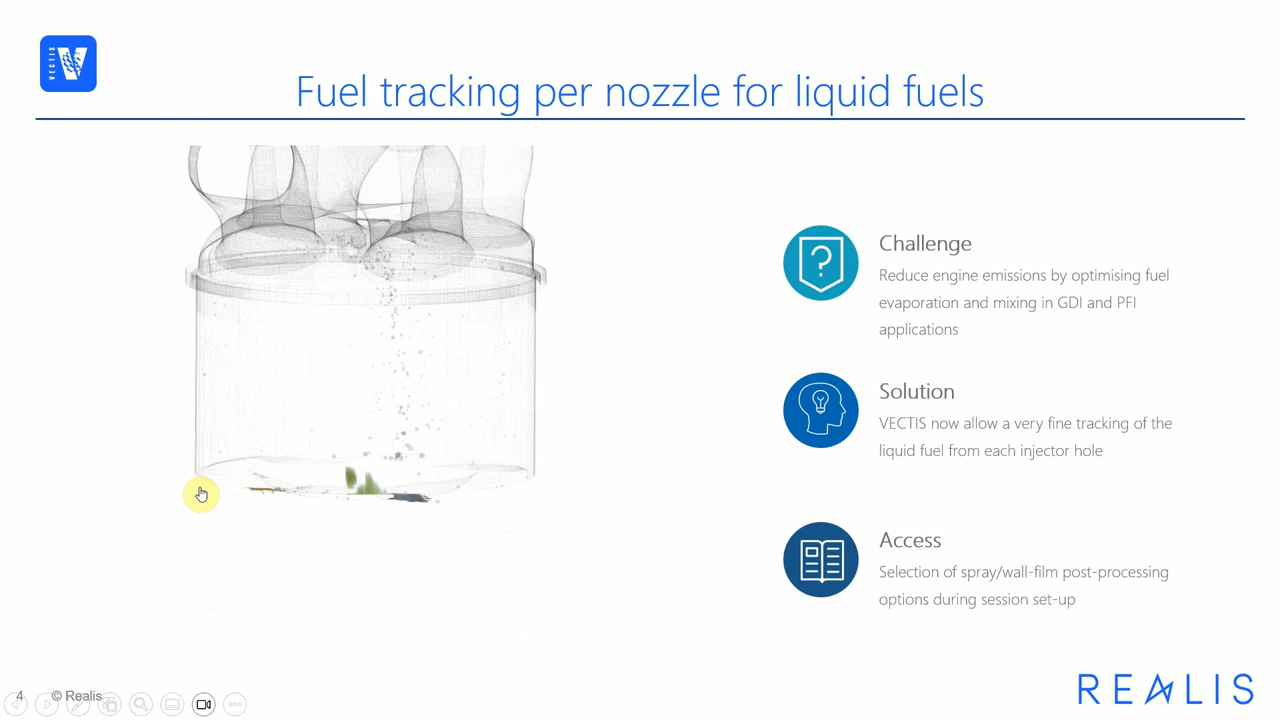 VECTIS
Fuel tracking per nozzle for liquid fuels
Challenge
Reduce engine emissions by optimising fuel
evaporation and mixing in GDI and PFI
applications
Solution
VECTIS now allow a very fine tracking of the
liquid fuel from each injector hole
Access
Selection of spray/wall-film post-processing
options during session set-up
4
© Realis
REALIS